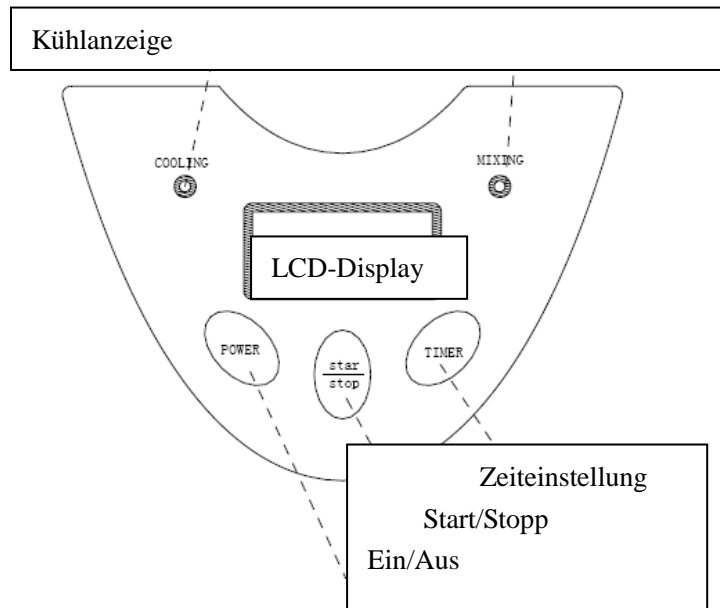 Kühlanzeige
COOLING
MIXING
LCD-Display
POWER
star
stop
TIMER
Zeiteinstellung
Start/Stopp
Ein/Aus